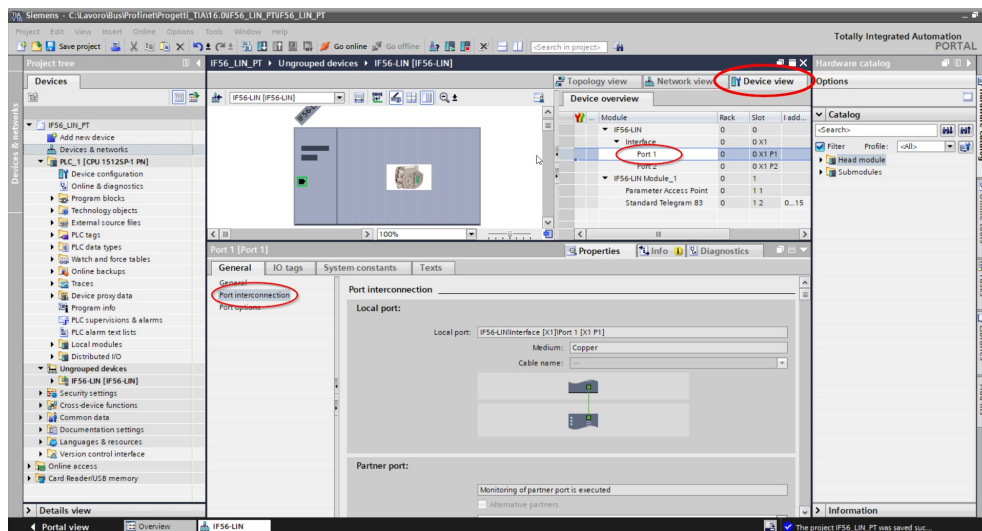 Siemens - C:\Lavoro\Bus\Profinet\Progetti_TIA\16.0\IF56_LIN_PT\IF56_LIN_PT
Project Edit View Insert Online Options Tools Window Help
Totally Integrated Automation
PORTAL
Save project
Go online
Go offline
<Search in project>
Project tree
IF56_LIN_PT
Ungrouped devices
IF56-LIN [IF56-LIN]
Hardware catalog
Devices
Topology view
Network view
Device view
Options
IF56-LIN [IF56-LIN]
Device overview
Module Rack Slot I add...
IF56-LIN 0 0
Interface 0 0 X1
Port 1 0 0 X1 P1
Port 2 0 0 X1 P2
IF56-LIN Module_1 0 1
Parameter Access Point 0 1 1
Standard Telegram 83 0 1 2 0...15
Catalog
<Search>
Filter Profile: <All>
Head module
Submodules
Devices & networks
IF56_LIN_PT
Add new device
Devices & networks
PLC_1 [CPU 1512SP-1 PN]
Device configuration
Online & diagnostics
Program blocks
Technology objects
External source files
PLC tags
PLC data types
Watch and force tables
Online backups
Traces
Device proxy data
Program info
PLC supervisions & alarms
PLC alarm text lists
Local modules
Distributed I/O
Ungrouped devices
IF56-LIN [IF56-LIN]
Security settings
Cross-device functions
Common data
Documentation settings
Languages & resources
Version control interface
Online access
Card Reader/USB memory
100%
Port 1 [Port 1]
Properties
Info
Diagnostics
General
IO tags
System constants
Texts
General
Port interconnection
Port options
Port interconnection
Local port:
Local port: IF56-LIN\Interface [X1]\Port 1 [X1 P1]
Medium: Copper
Cable name: ---
Partner port:
Monitoring of partner port is executed
Alternative partners
Details view
Information
Portal view
Overview
IF56-LIN
The project IF56_LIN_PT was saved suc...